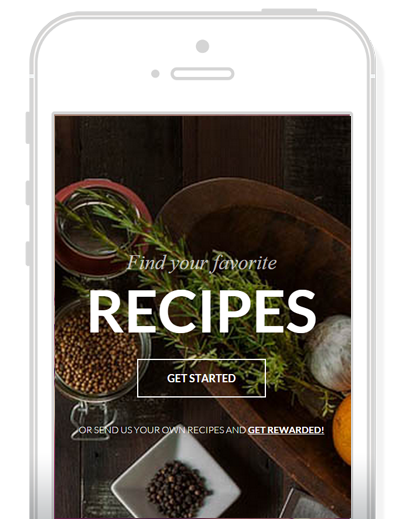 Find your favorite
RECIPES
GET STARTED
OR SEND US YOUR OWN RECIPES AND GET REWARDED!